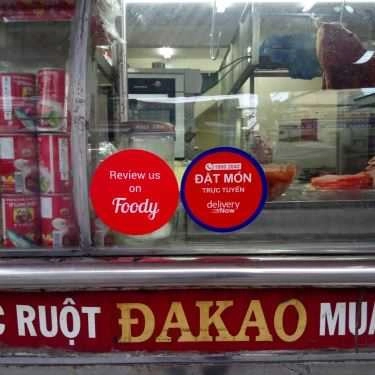 Review us
on
Foody
1900 2042
ĐẶT MÓN
TRỰC TUYẾN
delivery
Now
C RUỘT ĐAKAO MUA